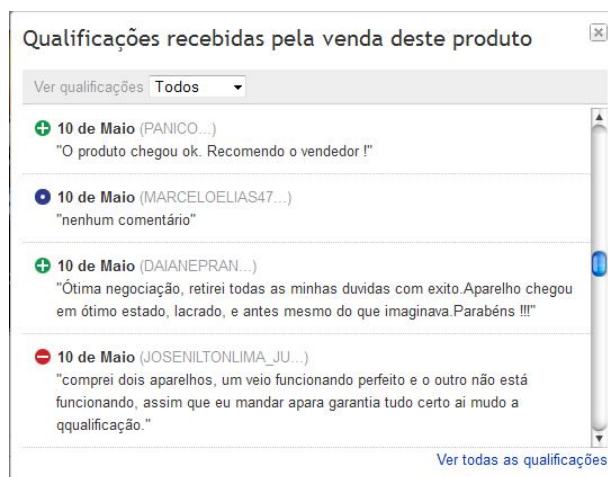 Qualificações recebidas pela venda deste produto
Ver qualificações Todos
10 de Maio (PANICO...)
"O produto chegou ok. Recomendo o vendedor !"
10 de Maio (MARCELOELIAS47...)
"nenhum comentário"
10 de Maio (DAIANEPRAN...)
"Ótima negociação, retirei todas as minhas duvidas com exito.Aparelho chegou
em ótimo estado, lacrado, e antes mesmo do que imaginava.Parabéns !!!"
10 de Maio (JOSENILTONLIMA_JU...)
"comprei dois aparelhos, um veio funcionando perfeito e o outro não está
funcionando, assim que eu mandar apara garantia tudo certo ai mudo a
qqualificação."
Ver todas as qualificações